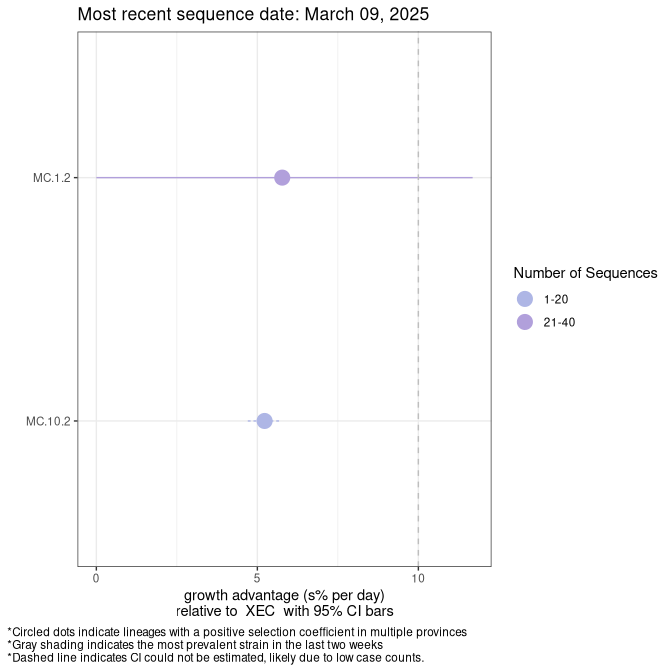 Most recent sequence date: March 09, 2025
MC.1.2
MC.10.2
0
5
10
growth advantage (s% per day)
relative to  XEC  with 95% CI bars
Number of Sequences
1-20
21-40
*Circled dots indicate lineages with a positive selection coefficient in multiple provinces
*Gray shading indicates the most prevalent strain in the last two weeks
*Dashed line indicates CI could not be estimated, likely due to low case counts.